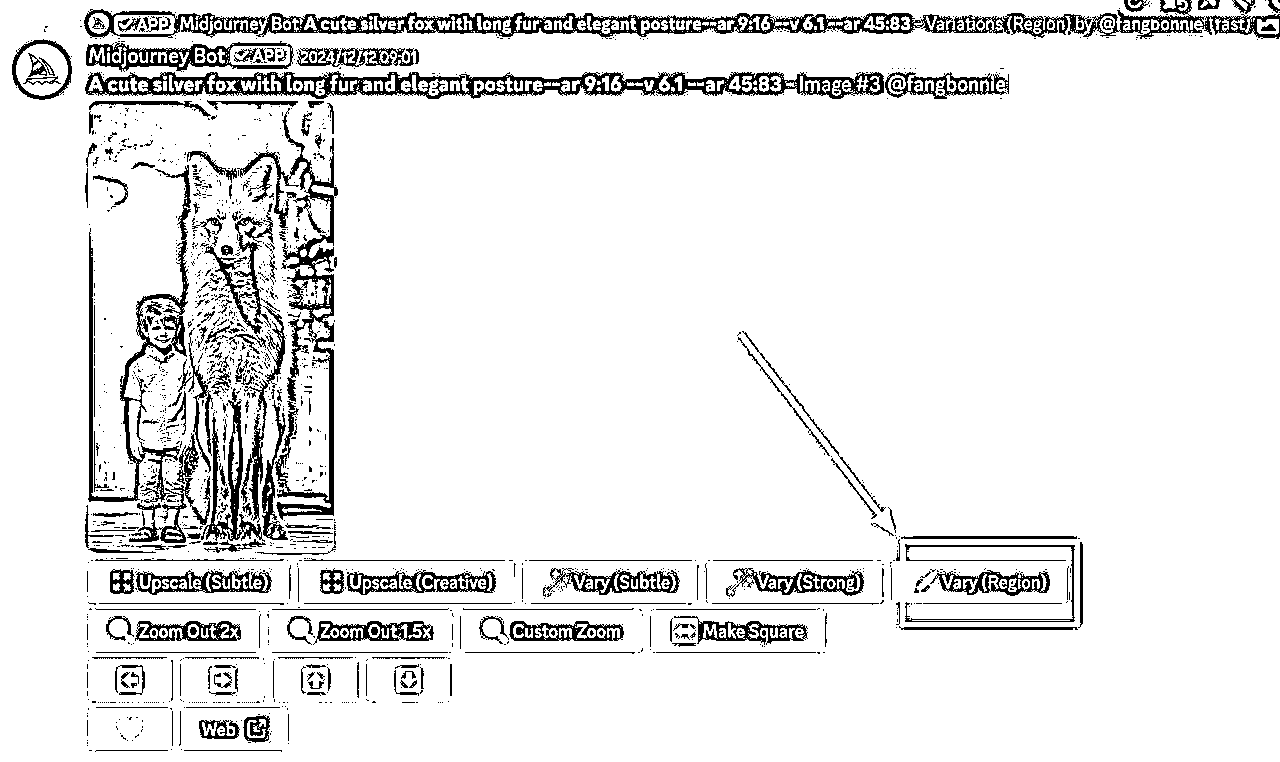 APP Midjourney Bot A cute silver fox with long fur and elegant posture --ar 9:16 --v 6.1 --ar 45:83 - Variations (Region) by @fangbonnie (fast)
Midjourney Bot APP 2024/12/12 09:01
A cute silver fox with long fur and elegant posture --ar 9:16 --v 6.1 --ar 45:83 - Image #3 @fangbonnie
Upscale (Subtle) Upscale (Creative) Vary (Subtle) Vary (Strong) Vary (Region)
Zoom Out 2x Zoom Out 1.5x Custom Zoom Make Square
Web